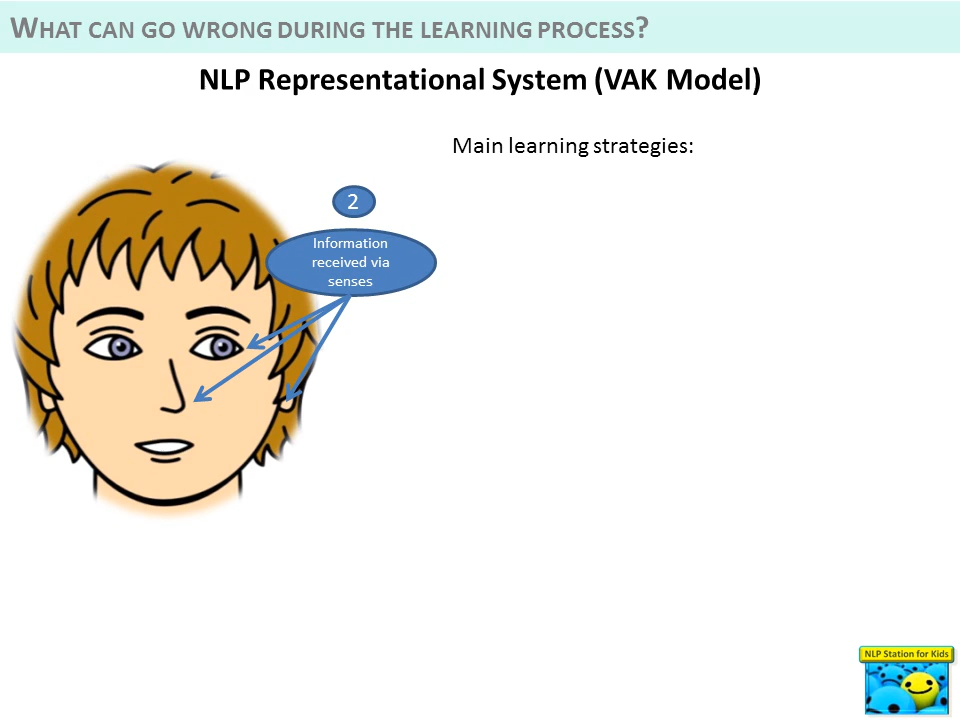 WHAT CAN GO WRONG DURING THE LEARNING PROCESS?
NLP Representational System (VAK Model)
Main learning strategies:
2
Information
received via
senses
NLP Station for Kids